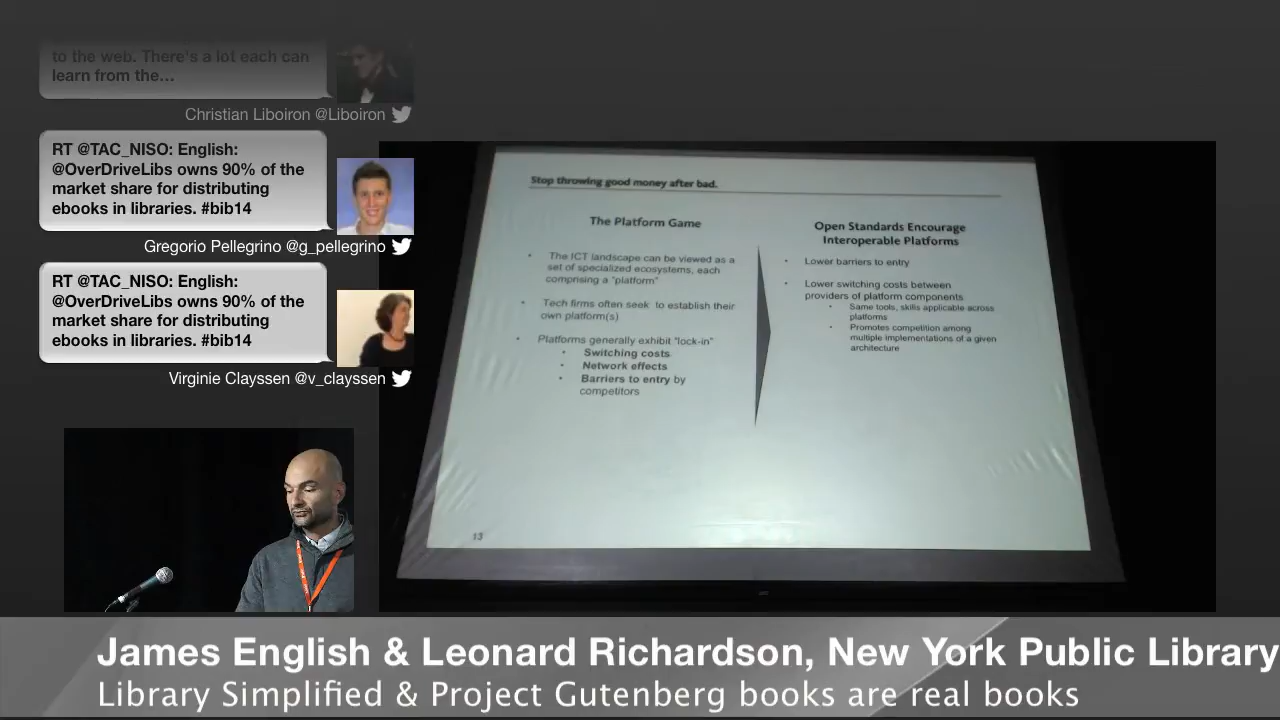 to the web. There's a lot each can
learn from the...
Christian Liboiron @Liboiron
RT @TAC_NISO: English:
@OverDriveLibs owns 90% of the
market share for distributing
ebooks in libraries. #bib14
Gregorio Pellegrino @g_pellegrino
RT @TAC_NISO: English:
@OverDriveLibs owns 90% of the
market share for distributing
ebooks in libraries. #bib14
Virginie Clayssen @v_clayssen
Stop throwing good money after bad.
The Platform Game
• The ICT landscape can be viewed as a
set of specialized ecosystems, each
comprising a "platform"
• Tech firms often seek to establish their
own platform(s)
• Platforms generally exhibit "lock-in"
• Switching costs
• Network effects
• Barriers to entry by
competitors
Open Standards Encourage
Interoperable Platforms
• Lower barriers to entry
• Lower switching costs between
providers of platform components
• Same tools, skills applicable across
platforms
• Promotes competition among
multiple implementations of a given
architecture
13
James English & Leonard Richardson, New York Public Library
Library Simplified & Project Gutenberg books are real books